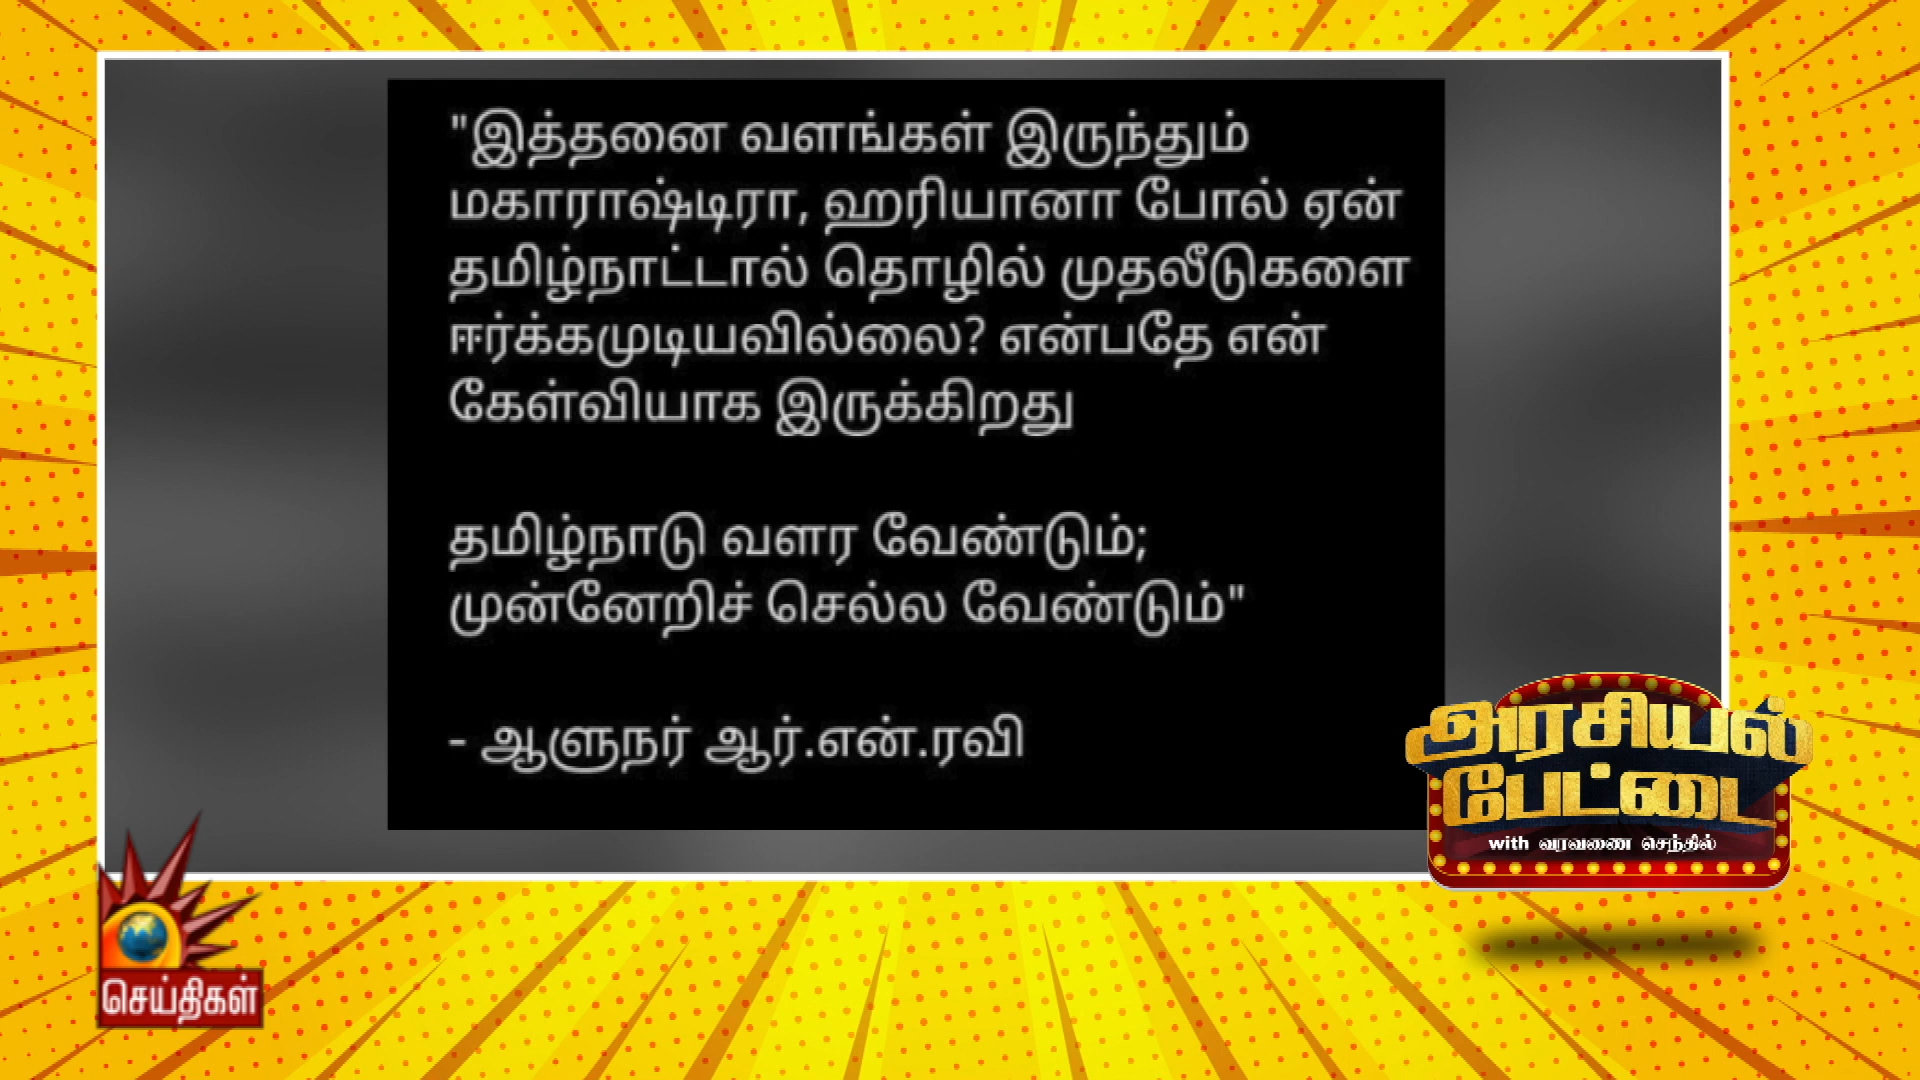 "இத்தனை வளங்கள் இருந்தும்
மகாராஷ்டிரா, ஹரியானா போல் ஏன்
தமிழ்நாட்டால் தொழில் முதலீடுகளை
ஈர்க்கமுடியவில்லை? என்பதே என்
கேள்வியாக இருக்கிறது
தமிழ்நாடு வளர வேண்டும்;
முன்னேறிச் செல்ல வேண்டும்"
- ஆளுநர் ஆர்.என்.ரவி
அரசியல்
பேட்டை
with வரவணை செந்தில்
செய்திகள்